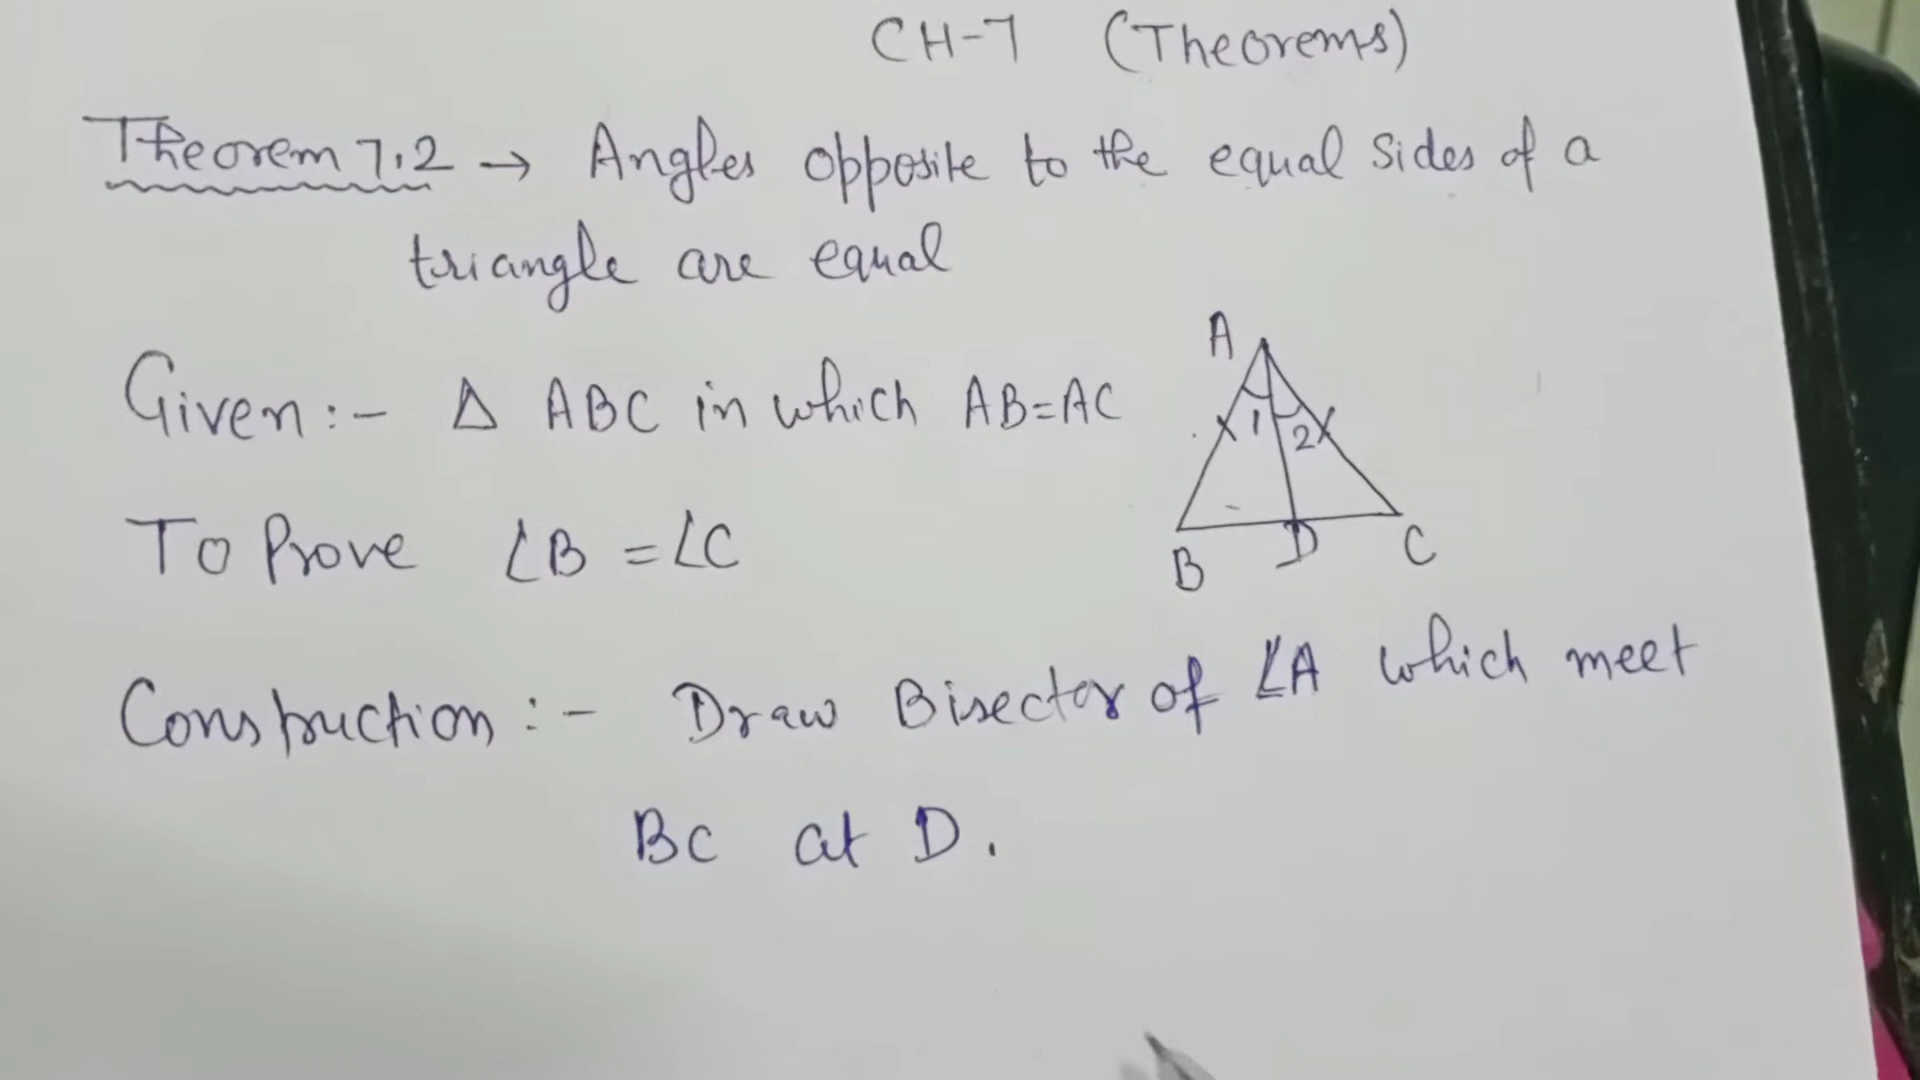 CH-7 (Theorems)
Theorem 7.2 → Angles opposite to the equal sides of a
triangle are equal
Given:- Δ ABC in which AB=AC
To Prove ∠B = ∠C
Construction :- Draw Bisector of ∠A which meet
BC at D.
A
1 2
B D C